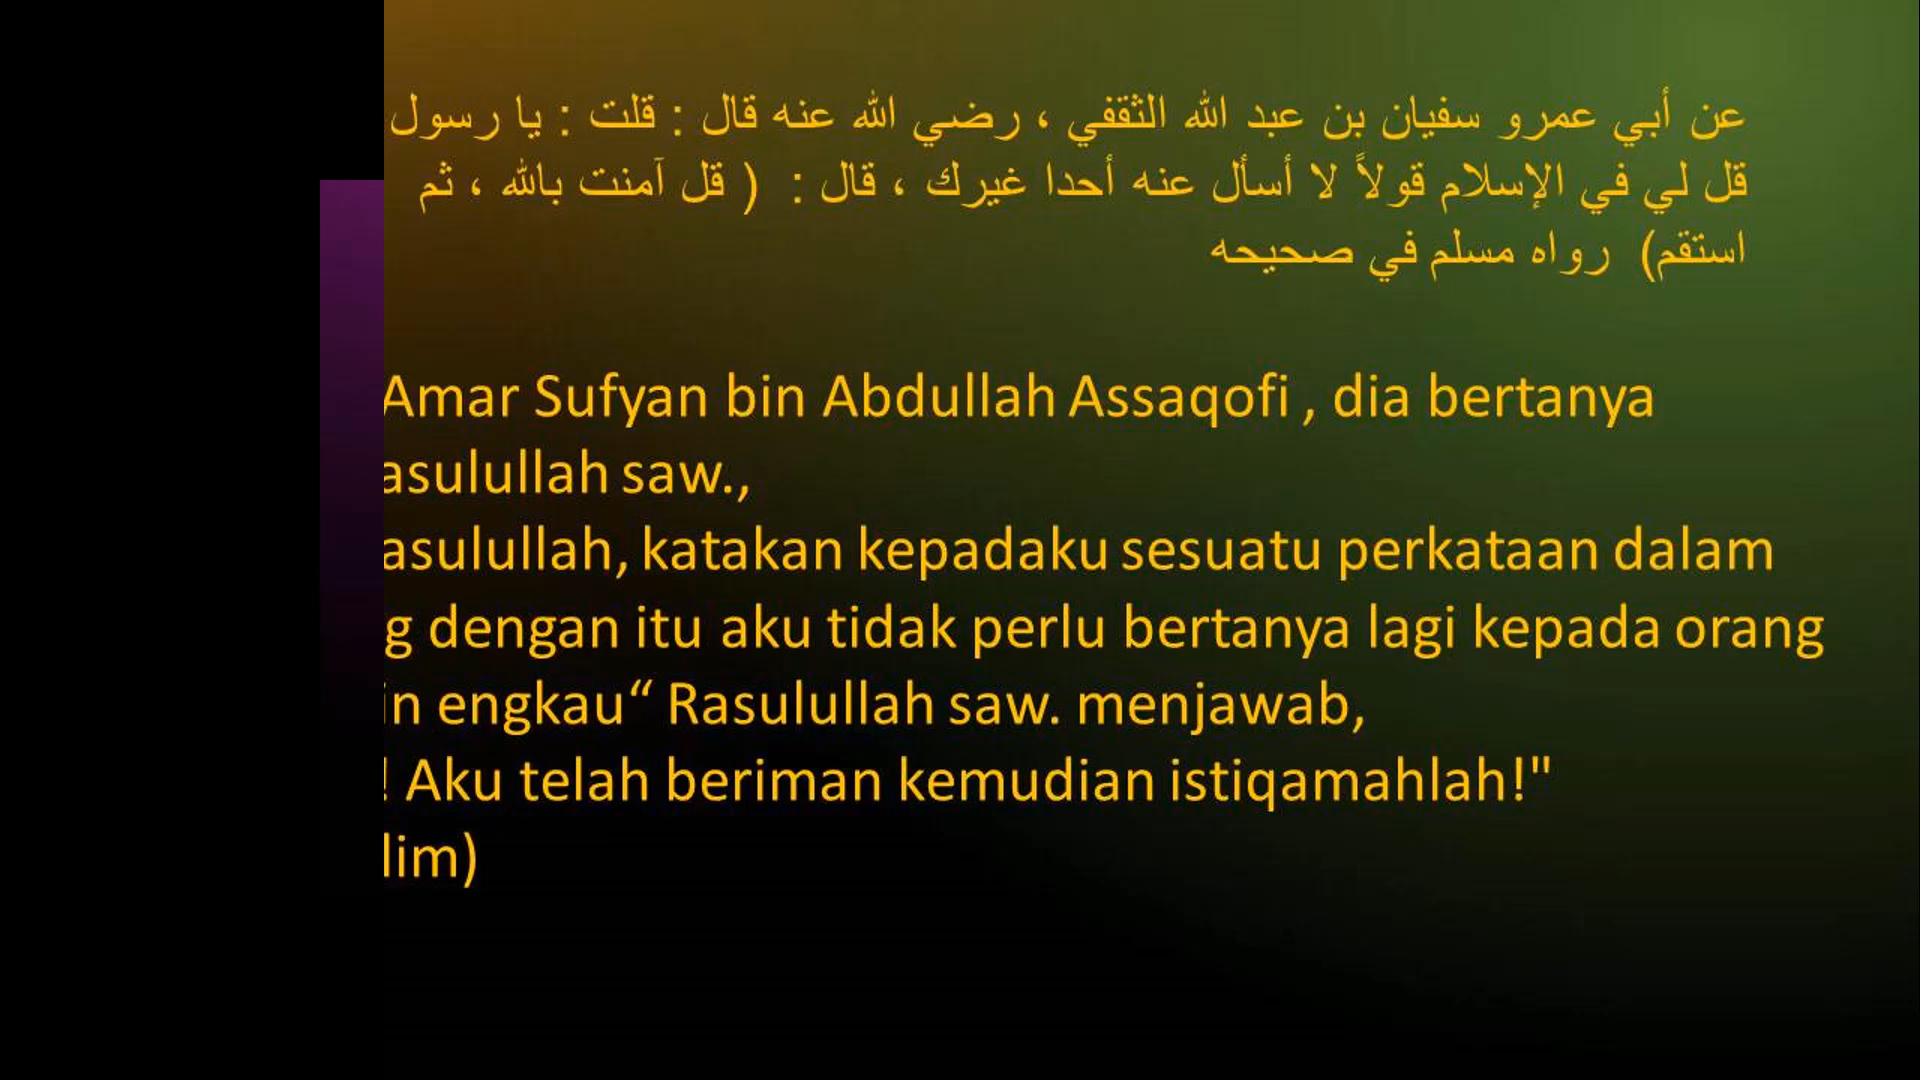 عن أبي عمرو سفيان بن عبد الله الثقفي ، رضي الله عنه قال : قلت : يا رسول
قل لي في الإسلام قولاً لا أسأل عنه أحدا غيرك ، قال : ( قل آمنت بالله ، ثم
استقم) رواه مسلم في صحيحه
Amar Sufyan bin Abdullah Assaqofi , dia bertanya
asulullah saw.,
asulullah, katakan kepadaku sesuatu perkataan dalam
g dengan itu aku tidak perlu bertanya lagi kepada orang
in engkau“ Rasulullah saw. menjawab,
! Aku telah beriman kemudian istiqamahlah!"
lim)